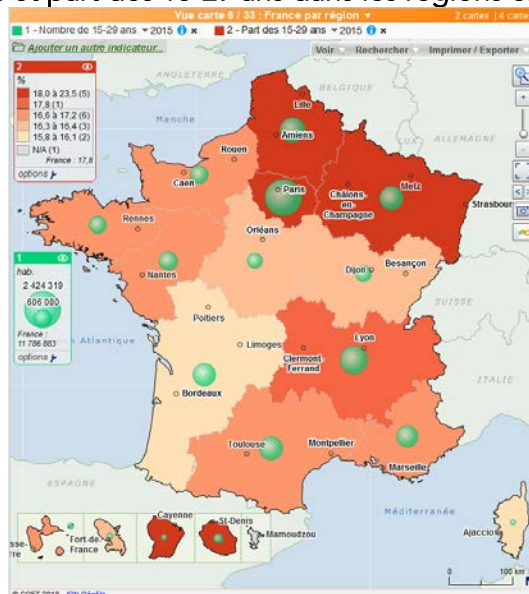 et part des 15-29 ans dans les régions
Vue carte 6 / 33 : France par région
2 cartes | 4 cart
1 - Nombre de 15-29 ans 2015
2 - Part des 15-29 ans 2015
Ajouter un autre indicateur...
Voir Rechercher Imprimer / Exporter
ANGLETERRE
BELGIQUE
LUX.
ALLEMAGNE
SUISSE
ITALIE
ESPAGNE
Manche
Atlantique
Méditerranée
2
%
18,0 à 23,5 (5)
17,8 (1)
16,6 à 17,2 (6)
16,3 à 16,4 (3)
15,8 à 16,1 (2)
N/A (1)
France : 17,8
options
1
hab.
2 424 319
606 080
France :
11 786 883
options
Lille
Amiens
Rouen
Caen
Paris
Metz
Châlons-
en-
Champagne
Strasbour
Rennes
Orléans
Nantes
Dijon
Besançon
Poitiers
Limoges
Clermont-
Ferrand
Lyon
Bordeaux
Toulouse
Montpellier
Marseille
Ajaccio
Fort-de-
France
Cayenne
St-Denis
Mamoudzou
0 100 km